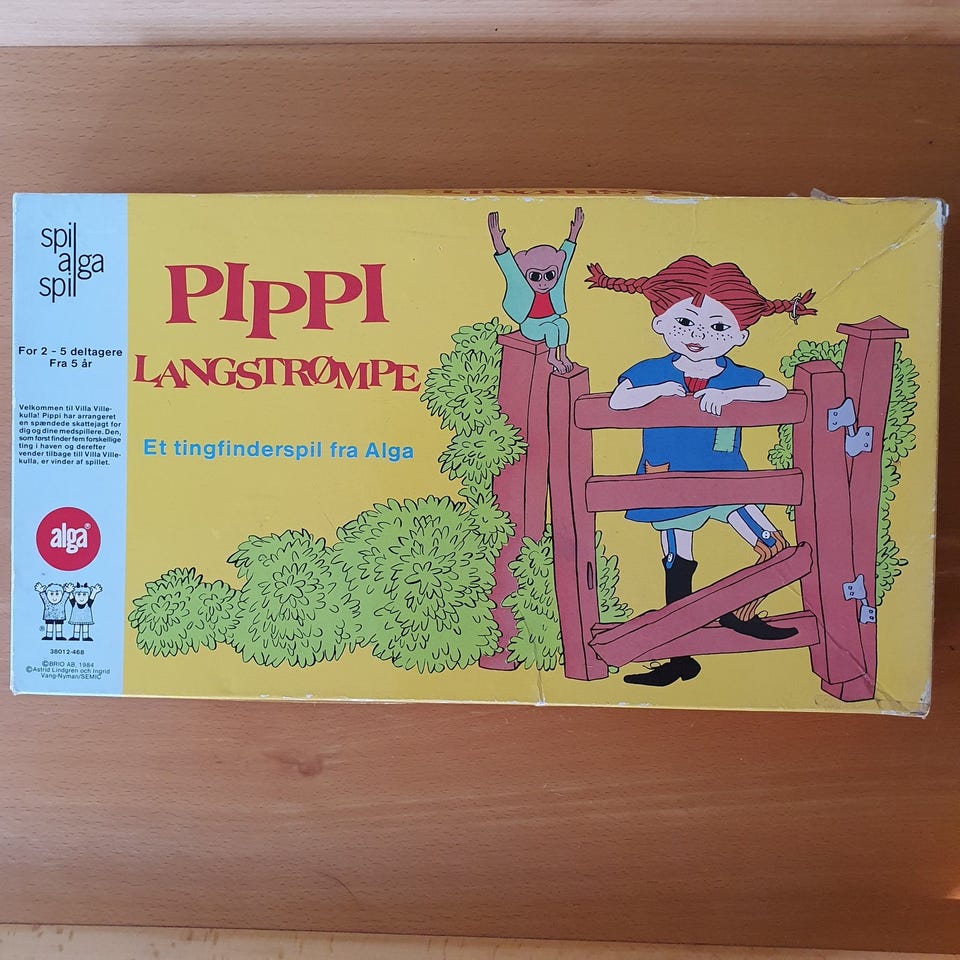 spil
alga
spil
For 2 - 5 deltagere
Fra 5 år
Velkommen til Villa Ville-
kulla! Pippi har arrangeret
en spændede skattejagt for
dig og dine medspillere. Den,
som først finder fem forskellige
ting i haven og derefter
vender tilbage til Villa Ville-
kulla, er vinder af spillet.
alga®
®
38012-468
©BRIO AB, 1984
©Astrid Lindgren och Ingrid
Vang-Nyman/SEMIC
PIPPI
LANGSTRØMPE
Et tingfinderspil fra Alga